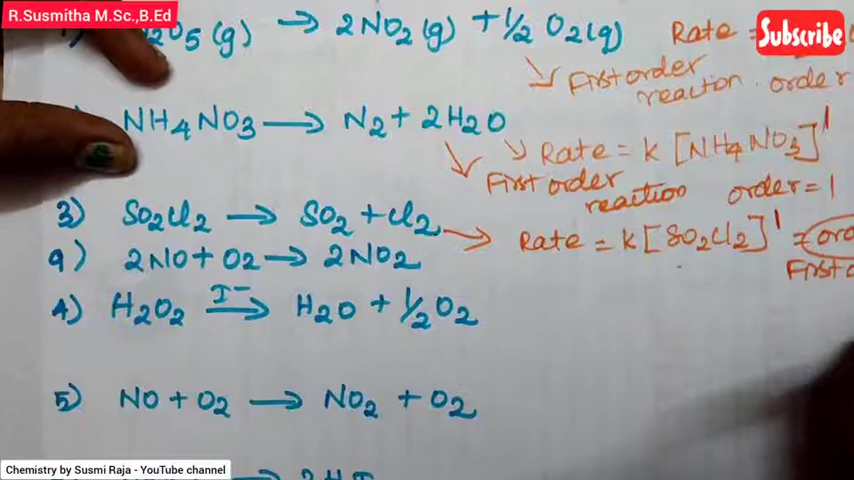 R.Susmitha M.Sc.,B.Ed
Subscribe
2O5(g) → 2NO2(g) + 1/2 O2(g) Rate =
First order reaction order
NH4NO3 → N2 + 2H2O
Rate = k [NH4NO3]^1
First order reaction order = 1
3) SO2Cl2 → SO2 + Cl2 → Rate = k[SO2Cl2]^1 =
9) 2NO + O2 → 2NO2
First
4) H2O2 I⁻→ H2O + 1/2 O2
5) NO + O2 → NO2 + O2
Chemistry by Susmi Raja - YouTube channel